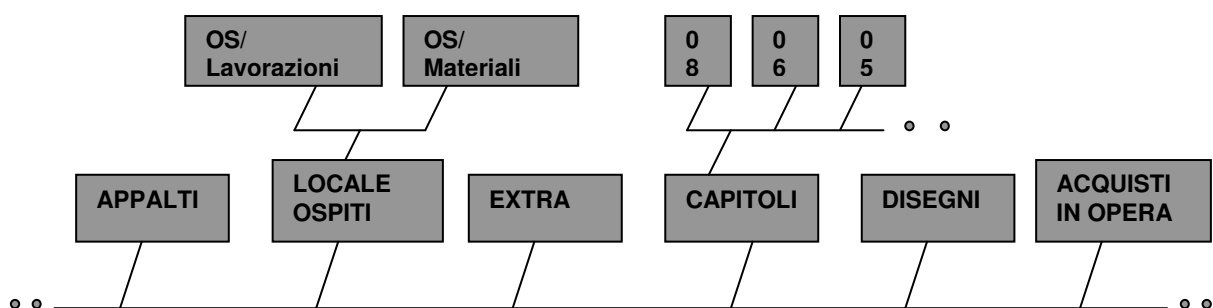 OS/
Lavorazioni
OS/
Materiali
0
8
0
6
0
5
APPALTI
LOCALE
OSPITI
EXTRA
CAPITOLI
DISEGNI
ACQUISTI
IN OPERA